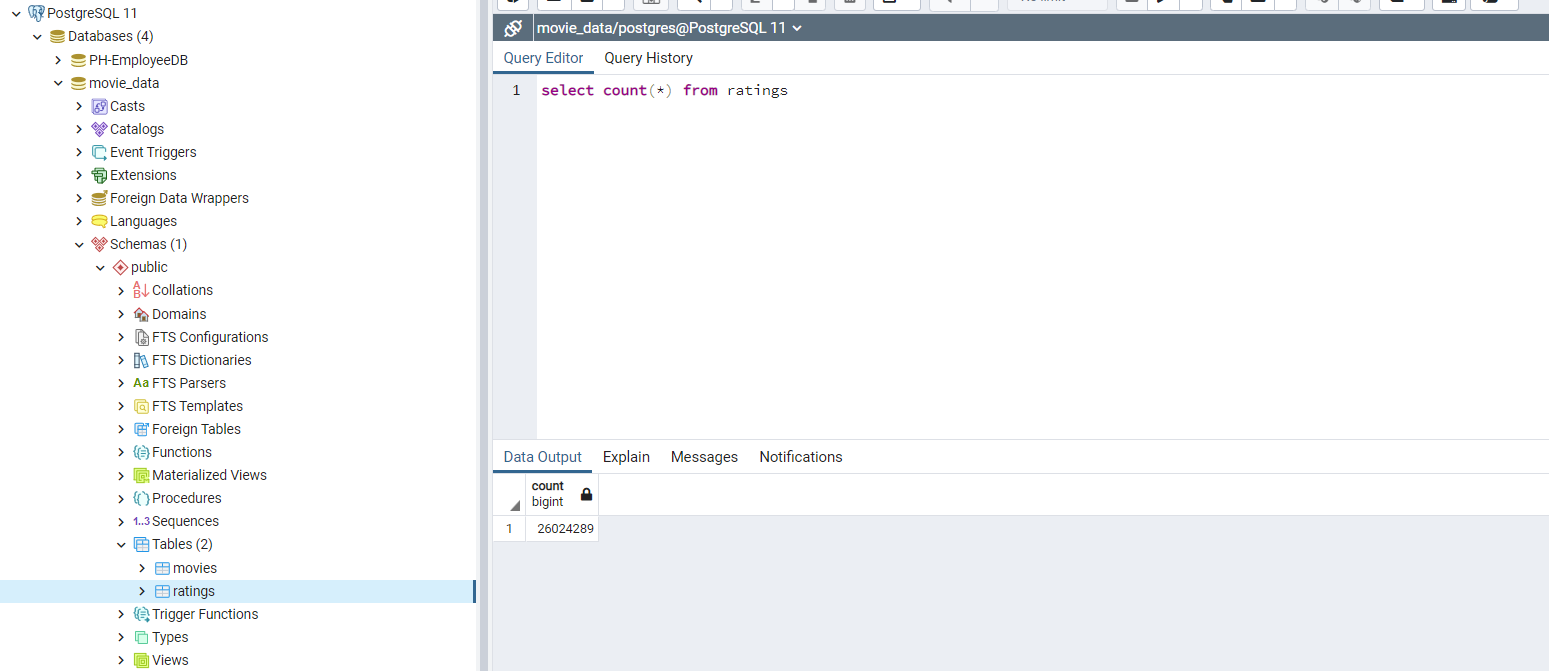 PostgreSQL 11
Databases (4)
PH-EmployeeDB
movie_data
Casts
Catalogs
Event Triggers
Extensions
Foreign Data Wrappers
Languages
Schemas (1)
public
Collations
Domains
FTS Configurations
FTS Dictionaries
Aa FTS Parsers
FTS Templates
Foreign Tables
Functions
Materialized Views
Procedures
1..3 Sequences
Tables (2)
movies
ratings
Trigger Functions
Types
Views
movie_data/postgres@PostgreSQL 11
Query Editor Query History
1 select count(*) from ratings
Data Output Explain Messages Notifications
count
bigint
1 26024289